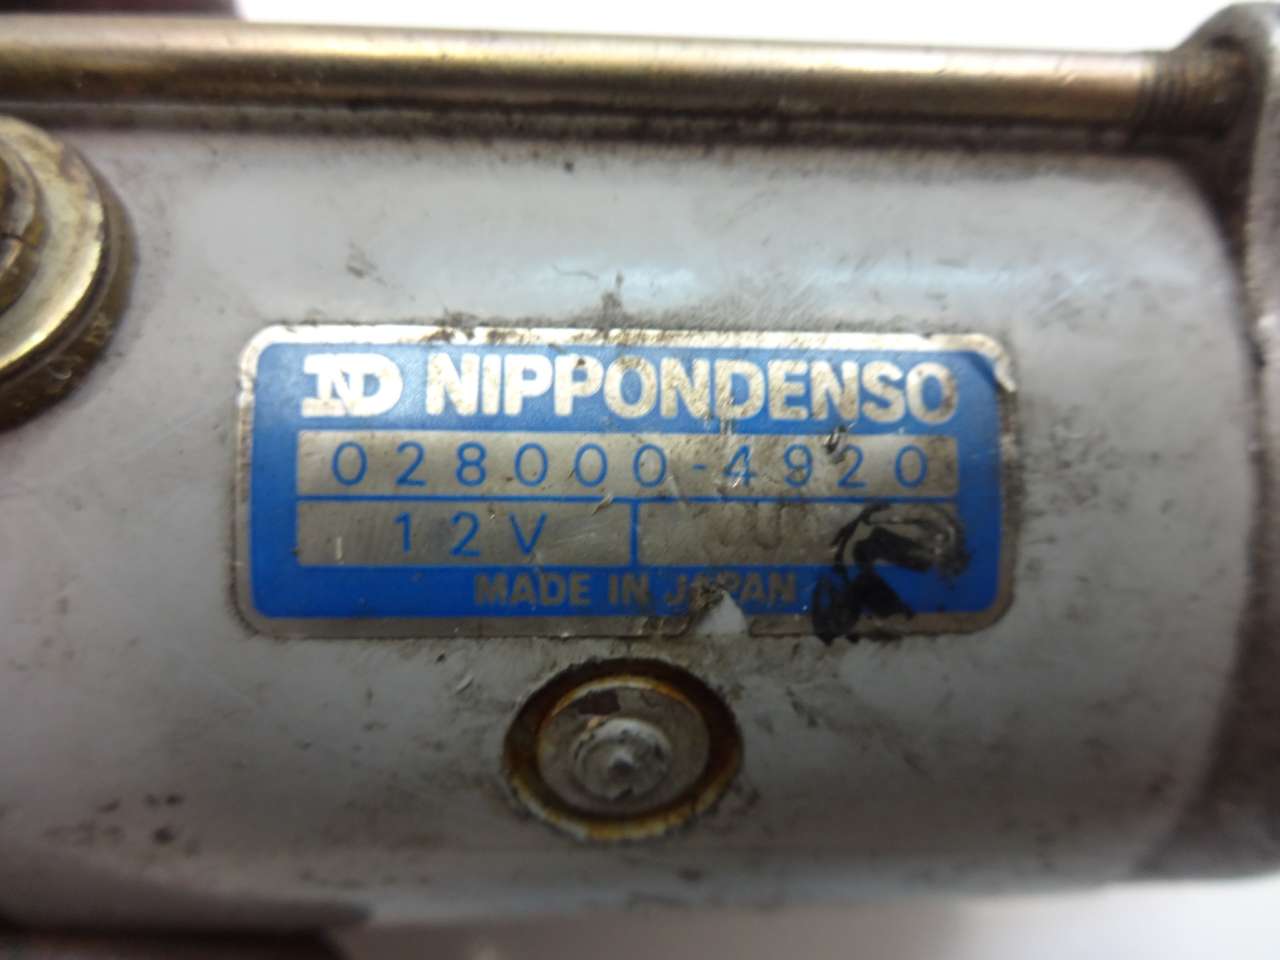 ND NIPPONDENSO
028000-4920
12V
MADE IN JAPAN